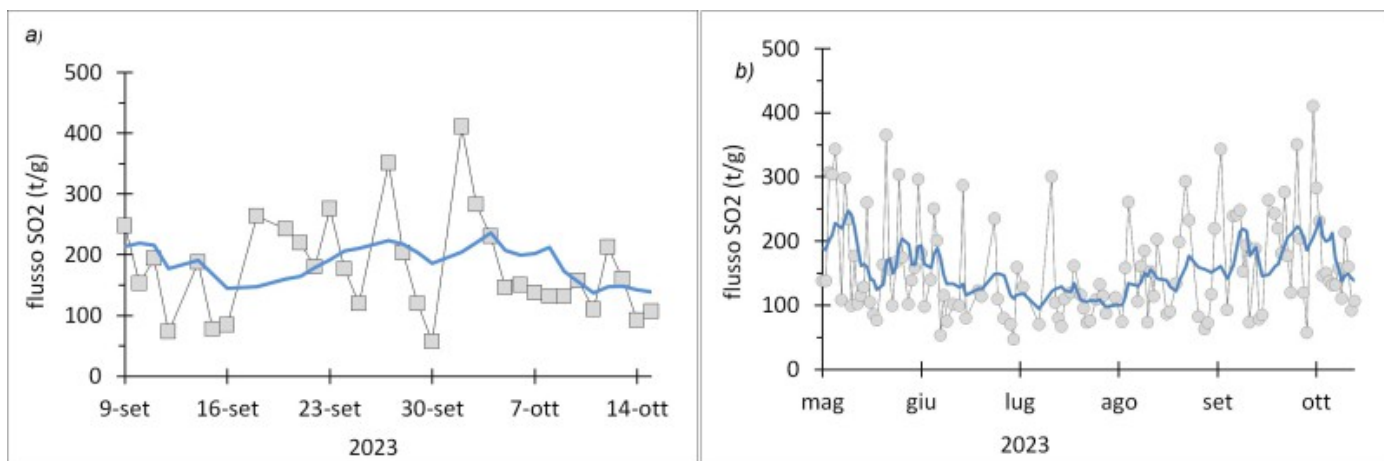 a)
500
400
300
200
100
0
flusso SO2 (t/g)
9-set 16-set 23-set 30-set 7-ott 14-ott
2023
b)
500
400
300
200
100
0
flusso SO2 (t/g)
mag giu lug ago set ott
2023